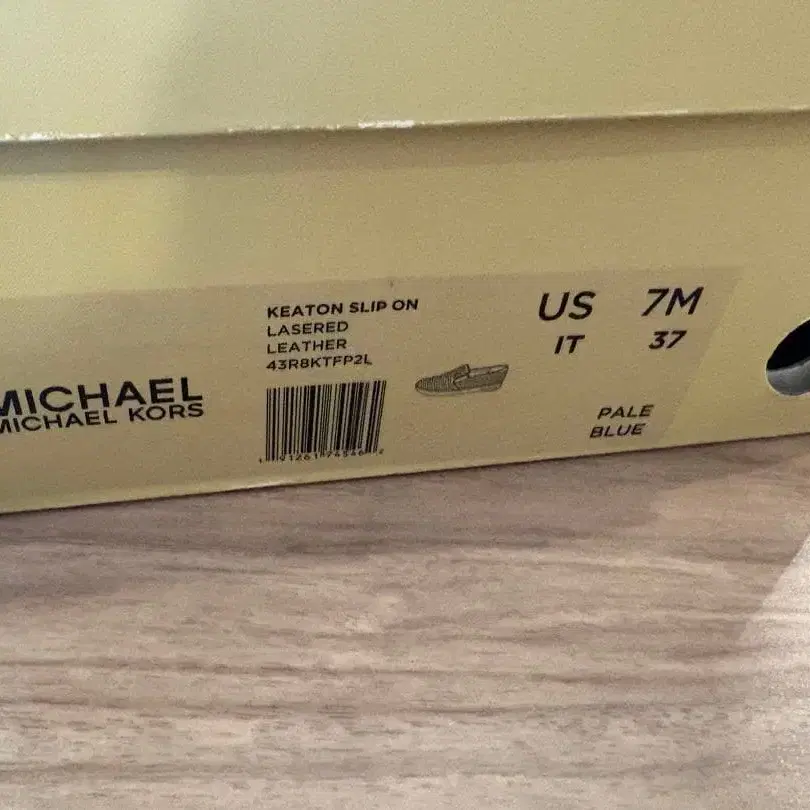 MICHAEL
MICHAEL KORS
KEATON SLIP ON
LASERED
LEATHER
43R8KTFP2L
US 7M
IT 37
PALE
BLUE